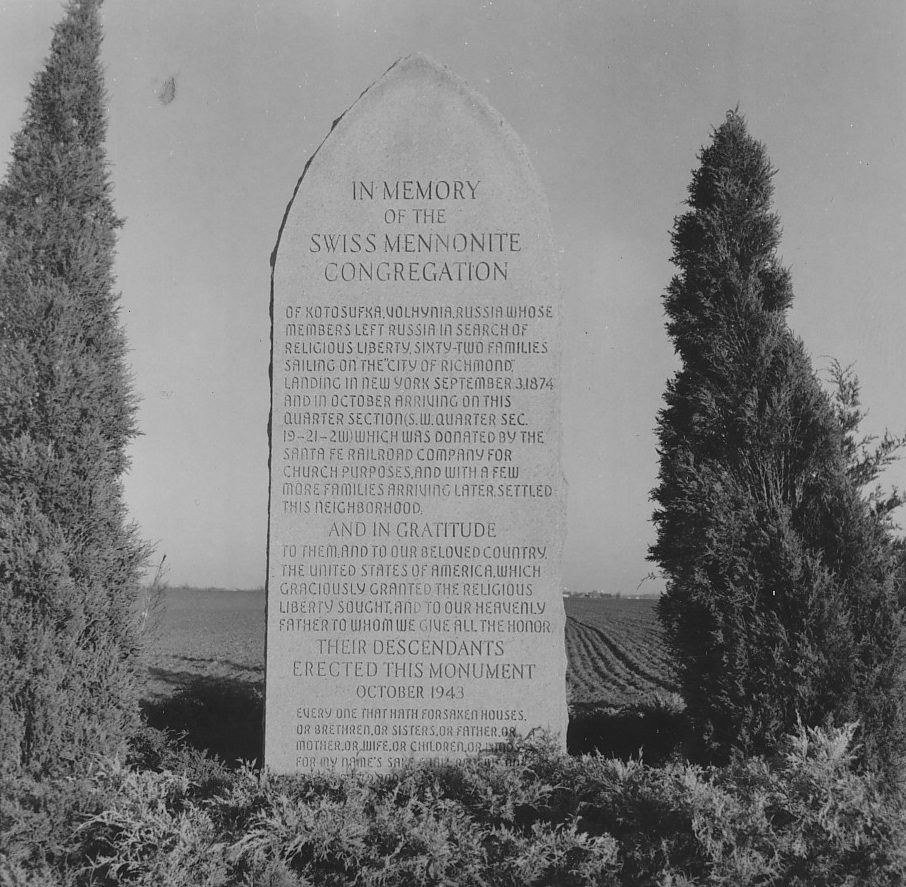 IN MEMORY
OF THE
SWISS MENNONITE
CONGREGATION
OF KOTOSUFKA, VOLHYNIA, RUSSIA WHOSE
MEMBERS LEFT RUSSIA IN SEARCH OF
RELIGIOUS LIBERTY, SIXTY-TWO FAMILIES
SAILING ON THE "CITY OF RICHMOND,"
LANDING IN NEW YORK SEPTEMBER 3, 1874
AND IN OCTOBER ARRIVING ON THIS
QUARTER SECTION (S.W. QUARTER SEC.
19-21-2W) WHICH WAS DONATED BY THE
SANTA FE RAILROAD COMPANY FOR
CHURCH PURPOSES, AND WITH A FEW
MORE FAMILIES ARRIVING LATER, SETTLED
THIS NEIGHBORHOOD.
AND IN GRATITUDE
TO THEM, AND TO OUR BELOVED COUNTRY,
THE UNITED STATES OF AMERICA, WHICH
GRACIOUSLY GRANTED THE RELIGIOUS
LIBERTY SOUGHT, AND TO OUR HEAVENLY
FATHER TO WHOM WE GIVE ALL THE HONOR
THEIR DESCENDANTS
ERECTED THIS MONUMENT
OCTOBER 1943
EVERY ONE THAT HATH FORSAKEN HOUSES,
OR BRETHREN, OR SISTERS, OR FATHER, OR
MOTHER, OR WIFE, OR CHILDREN, OR
FOR MY NAME'S